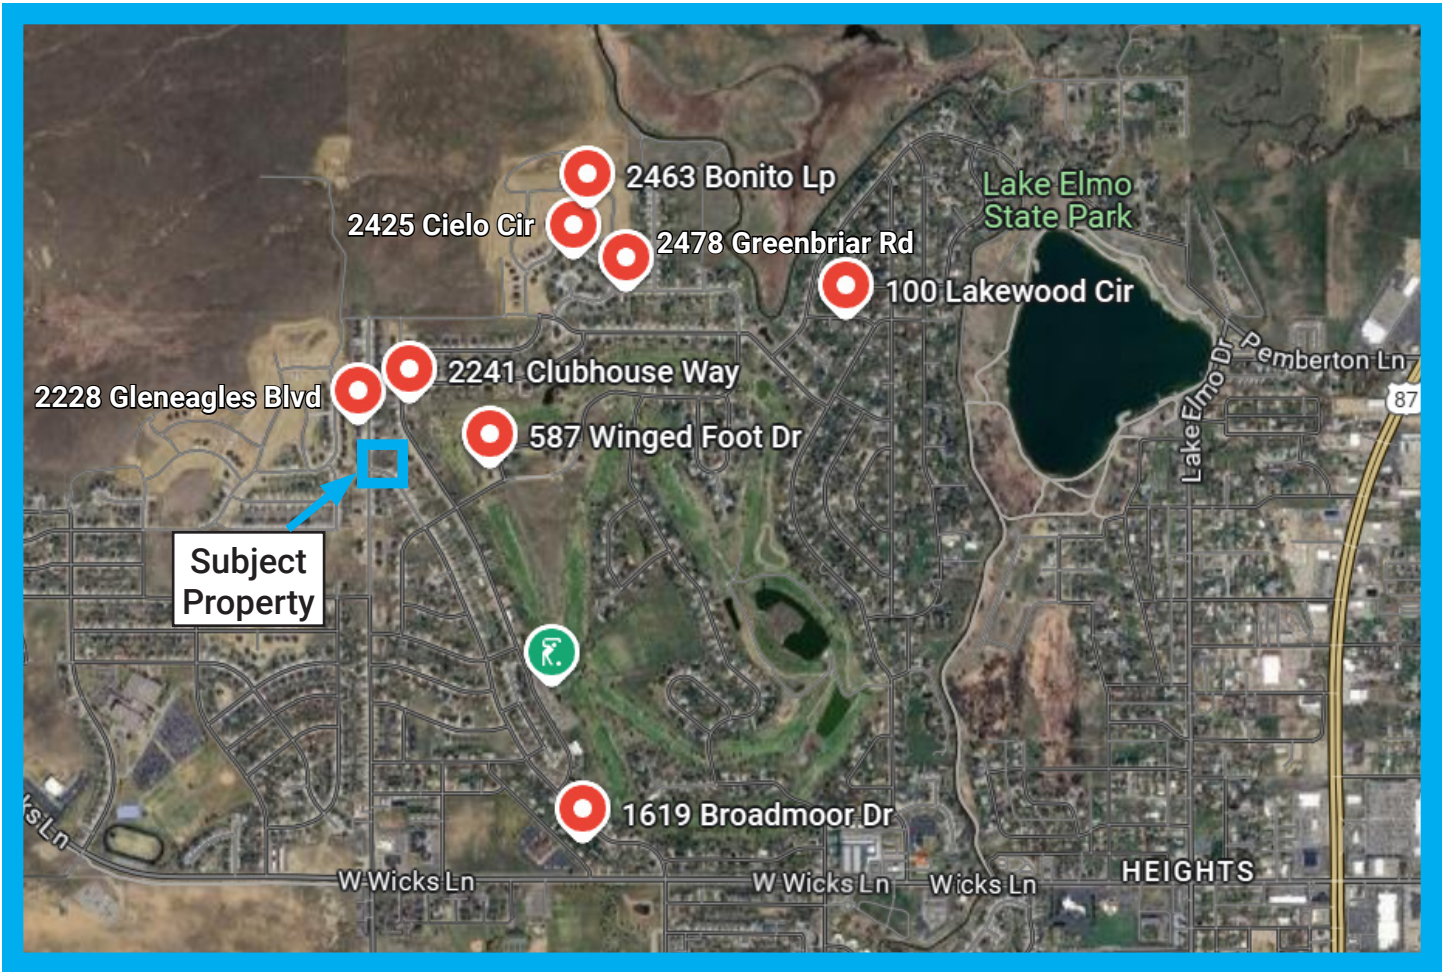 2463 Bonito Lp
Lake Elmo
State Park
2425 Cielo Cir
2478 Greenbriar Rd
100 Lakewood Cir
Pemberton Ln
Lake Elmo Dr
87
2241 Clubhouse Way
2228 Gleneagles Blvd
587 Winged Foot Dr
Subject
Property
1619 Broadmoor Dr
ks Ln
W Wicks Ln
W Wicks Ln
Wicks Ln
HEIGHTS